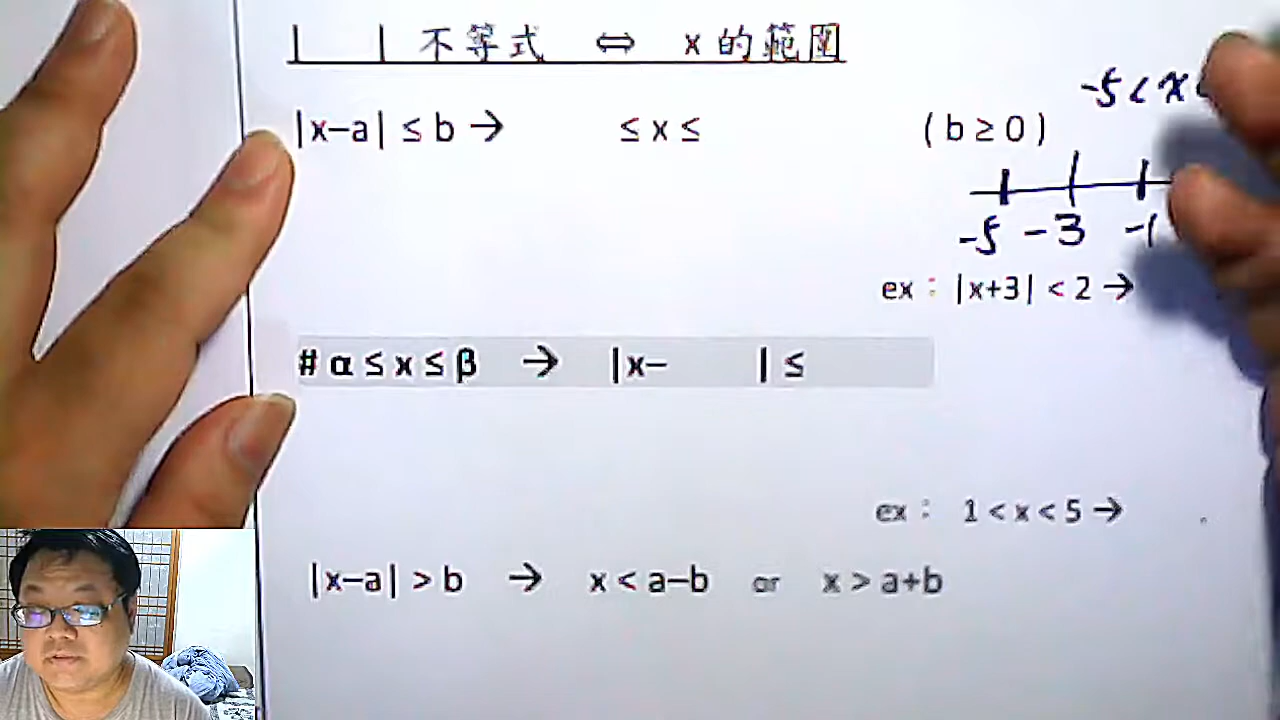 | | 不等式 ⇔ x 的範圍
-5 < x <
|x−a| ≤ b → ≤ x ≤ ( b ≥ 0 )
-5 -3 -1
ex : |x+3| < 2 →
# α ≤ x ≤ β → |x− | ≤
ex : 1 < x < 5 →
|x−a| > b → x < a−b or x > a+b